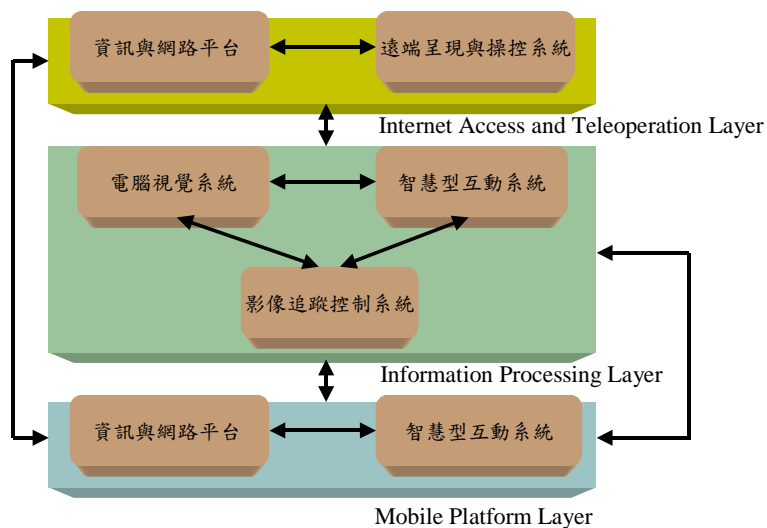 資訊與網路平台
遠端呈現與操控系統
Internet Access and Teleoperation Layer
電腦視覺系統
智慧型互動系統
影像追蹤控制系統
Information Processing Layer
資訊與網路平台
智慧型互動系統
Mobile Platform Layer